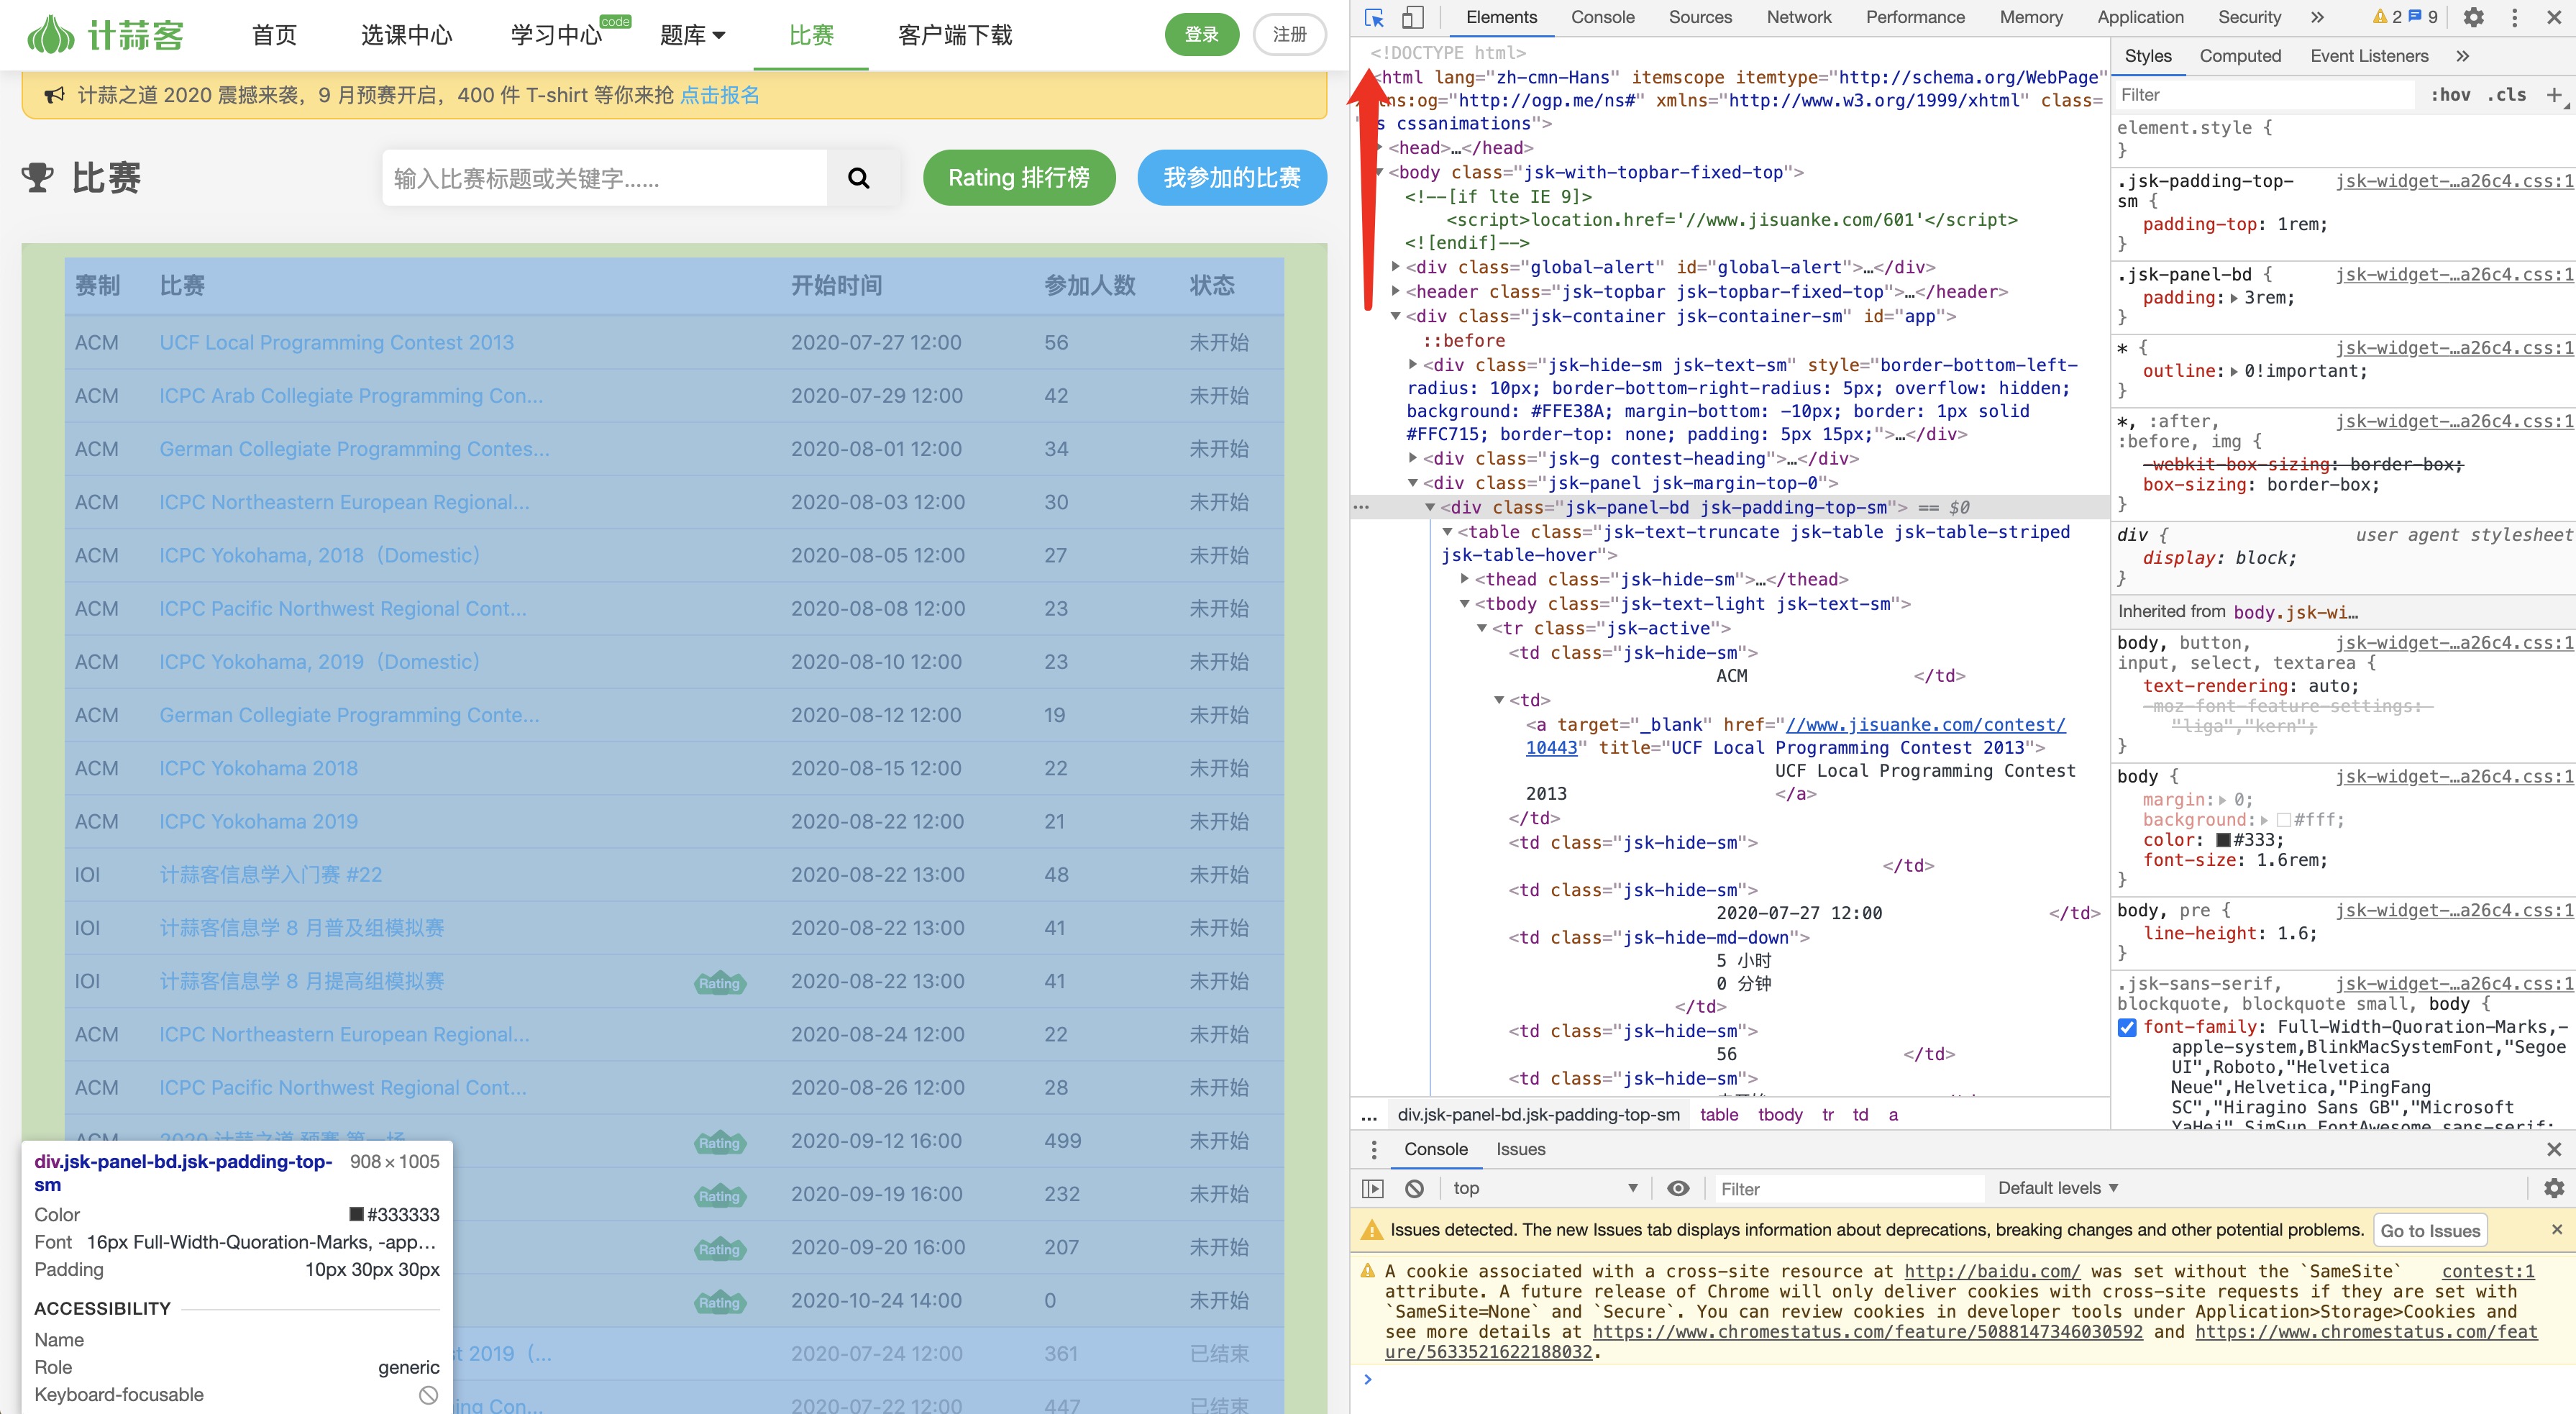 计蒜客
首页
选课中心
学习中心 code
题库
比赛
客户端下载
登录
注册
计蒜之道 2020 震撼来袭，9 月预赛开启，400 件 T-shirt 等你来抢 点击报名
比赛
输入比赛标题或关键字......
Rating 排行榜
我参加的比赛
赛制 比赛 开始时间 参加人数 状态
ACM UCF Local Programming Contest 2013 2020-07-27 12:00 56 未开始
ACM ICPC Arab Collegiate Programming Con... 2020-07-29 12:00 42 未开始
ACM German Collegiate Programming Contes... 2020-08-01 12:00 34 未开始
ACM ICPC Northeastern European Regional... 2020-08-03 12:00 30 未开始
ACM ICPC Yokohama, 2018（Domestic） 2020-08-05 12:00 27 未开始
ACM ICPC Pacific Northwest Regional Cont... 2020-08-08 12:00 23 未开始
ACM ICPC Yokohama, 2019（Domestic） 2020-08-10 12:00 23 未开始
ACM German Collegiate Programming Conte... 2020-08-12 12:00 19 未开始
ACM ICPC Yokohama 2018 2020-08-15 12:00 22 未开始
ACM ICPC Yokohama 2019 2020-08-22 12:00 21 未开始
IOI 计蒜客信息学入门赛 #22 2020-08-22 13:00 48 未开始
IOI 计蒜客信息学 8 月普及组模拟赛 2020-08-22 13:00 41 未开始
IOI 计蒜客信息学 8 月提高组模拟赛 Rating 2020-08-22 13:00 41 未开始
ACM ICPC Northeastern European Regional... 2020-08-24 12:00 22 未开始
ACM ICPC Pacific Northwest Regional Cont... 2020-08-26 12:00 28 未开始
ACM 2020 计蒜之道 预赛 第一场 Rating 2020-09-12 16:00 499 未开始
Rating 2020-09-19 16:00 232 未开始
Rating 2020-09-20 16:00 207 未开始
Rating 2020-10-24 14:00 0 未开始
t 2019（... 2020-07-24 12:00 361 已结束
ing Con... 2020-07-22 12:00 447 已结束
div.jsk-panel-bd.jsk-padding-top- 908 × 1005
sm
Color #333333
Font 16px Full-Width-Quoration-Marks, -app...
Padding 10px 30px 30px
ACCESSIBILITY
Name
Role generic
Keyboard-focusable
Elements Console Sources Network Performance Memory Application Security » 2 9
<!DOCTYPE html>
<html lang="zh-cmn-Hans" itemscope itemtype="http://schema.org/WebPage"
ns:og="http://ogp.me/ns#" xmlns="http://www.w3.org/1999/xhtml" class=
"s cssanimations">
<head>…</head>
<body class="jsk-with-topbar-fixed-top">
<!--[if lte IE 9]>
<script>location.href='//www.jisuanke.com/601'</script>
<![endif]-->
<div class="global-alert" id="global-alert">…</div>
<header class="jsk-topbar jsk-topbar-fixed-top">…</header>
<div class="jsk-container jsk-container-sm" id="app">
::before
<div class="jsk-hide-sm jsk-text-sm" style="border-bottom-left-
radius: 10px; border-bottom-right-radius: 5px; overflow: hidden;
background: #FFE38A; margin-bottom: -10px; border: 1px solid
#FFC715; border-top: none; padding: 5px 15px;">…</div>
<div class="jsk-g contest-heading">…</div>
<div class="jsk-panel jsk-margin-top-0">
… <div class="jsk-panel-bd jsk-padding-top-sm"> == $0
<table class="jsk-text-truncate jsk-table jsk-table-striped
jsk-table-hover">
<thead class="jsk-hide-sm">…</thead>
<tbody class="jsk-text-light jsk-text-sm">
<tr class="jsk-active">
<td class="jsk-hide-sm">
ACM </td>
<td>
<a target="_blank" href="//www.jisuanke.com/contest/
10443" title="UCF Local Programming Contest 2013">
UCF Local Programming Contest
2013 </a>
</td>
<td class="jsk-hide-sm">
</td>
<td class="jsk-hide-sm">
2020-07-27 12:00 </td>
<td class="jsk-hide-md-down">
5 小时
0 分钟
</td>
<td class="jsk-hide-sm">
56 </td>
<td class="jsk-hide-sm">
... div.jsk-panel-bd.jsk-padding-top-sm table tbody tr td a
Styles Computed Event Listeners »
Filter :hov .cls +
element.style {
}
.jsk-padding-top- jsk-widget-…a26c4.css:1
sm {
padding-top: 1rem;
}
.jsk-panel-bd { jsk-widget-…a26c4.css:1
padding: 3rem;
}
* { jsk-widget-…a26c4.css:1
outline: 0!important;
}
*, :after, jsk-widget-…a26c4.css:1
:before, img {
-webkit-box-sizing: border-box;
box-sizing: border-box;
}
div { user agent stylesheet
display: block;
}
Inherited from body.jsk-wi…
body, button, jsk-widget-…a26c4.css:1
input, select, textarea {
text-rendering: auto;
-moz-font-feature-settings:
"liga","kern";
}
body { jsk-widget-…a26c4.css:1
margin: 0;
background: #fff;
color: #333;
font-size: 1.6rem;
}
body, pre { jsk-widget-…a26c4.css:1
line-height: 1.6;
}
.jsk-sans-serif, jsk-widget-…a26c4.css:1
blockquote, blockquote small, body {
font-family: Full-Width-Quoration-Marks,-
apple-system,BlinkMacSystemFont,"Segoe
UI",Roboto,"Helvetica
Neue",Helvetica,"PingFang
SC","Hiragino Sans GB","Microsoft
YaHei",SimSun,FontAwesome,sans-serif;
Console Issues
top Filter Default levels
Issues detected. The new Issues tab displays information about deprecations, breaking changes and other potential problems. Go to Issues
A cookie associated with a cross-site resource at http://baidu.com/ was set without the `SameSite` contest:1
attribute. A future release of Chrome will only deliver cookies with cross-site requests if they are set with
`SameSite=None` and `Secure`. You can review cookies in developer tools under Application>Storage>Cookies and
see more details at https://www.chromestatus.com/feature/5088147346030592 and https://www.chromestatus.com/feat
ure/5633521622188032.